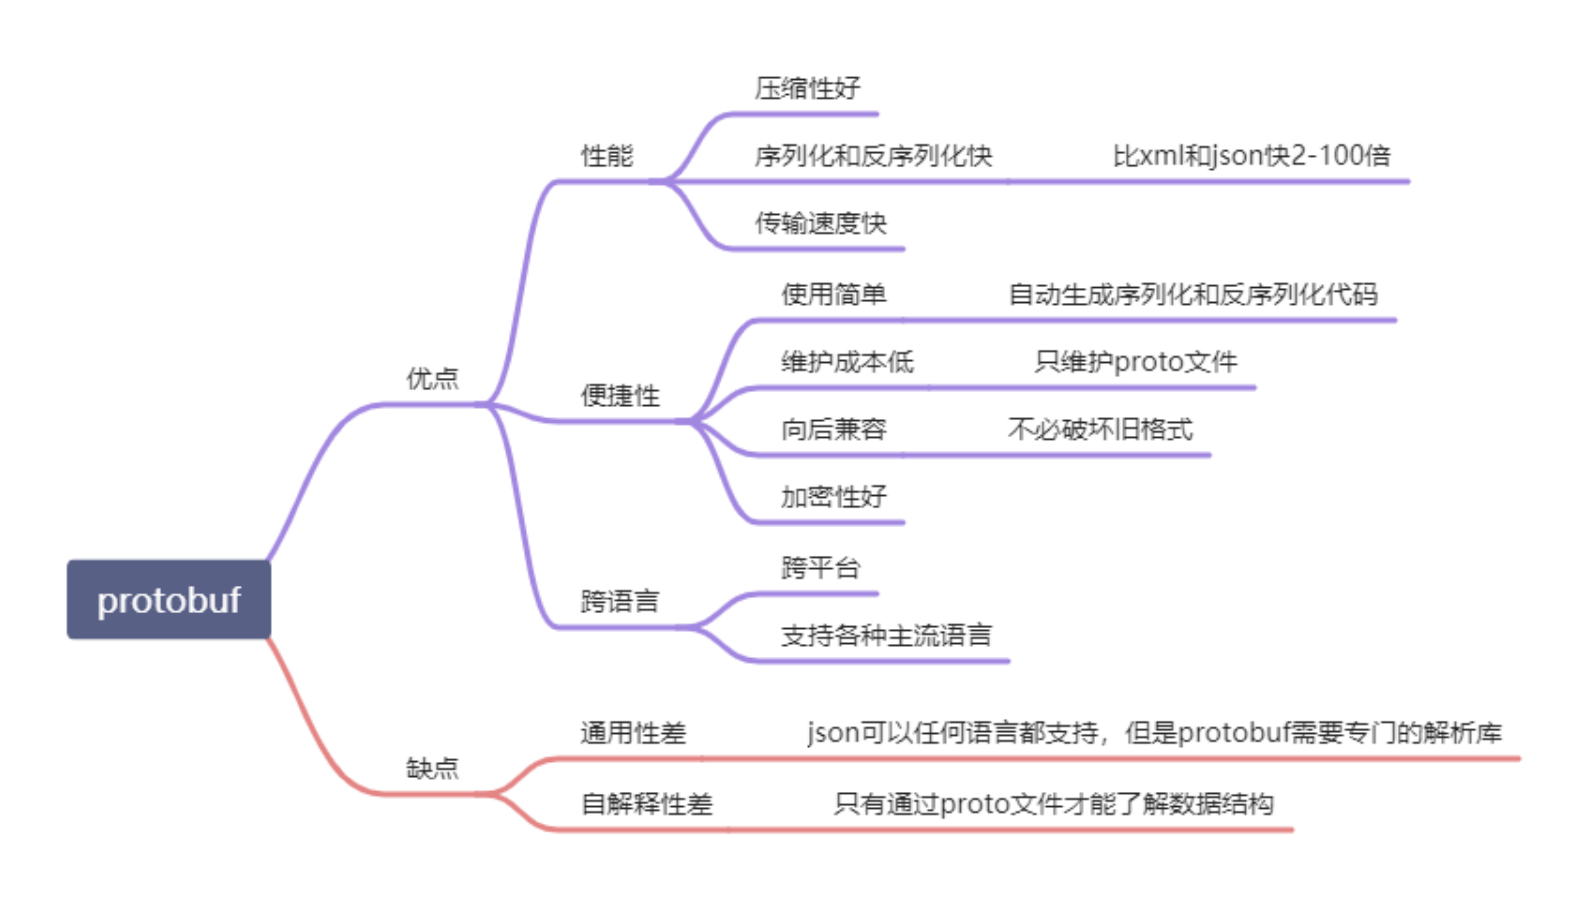 压缩性好
性能
序列化和反序列化快
比xml和json快2-100倍
传输速度快
使用简单
自动生成序列化和反序列化代码
维护成本低
只维护proto文件
优点
便捷性
向后兼容
不必破坏旧格式
加密性好
跨平台
protobuf
跨语言
支持各种主流语言
通用性差
json可以任何语言都支持，但是protobuf需要专门的解析库
缺点
自解释性差
只有通过proto文件才能了解数据结构